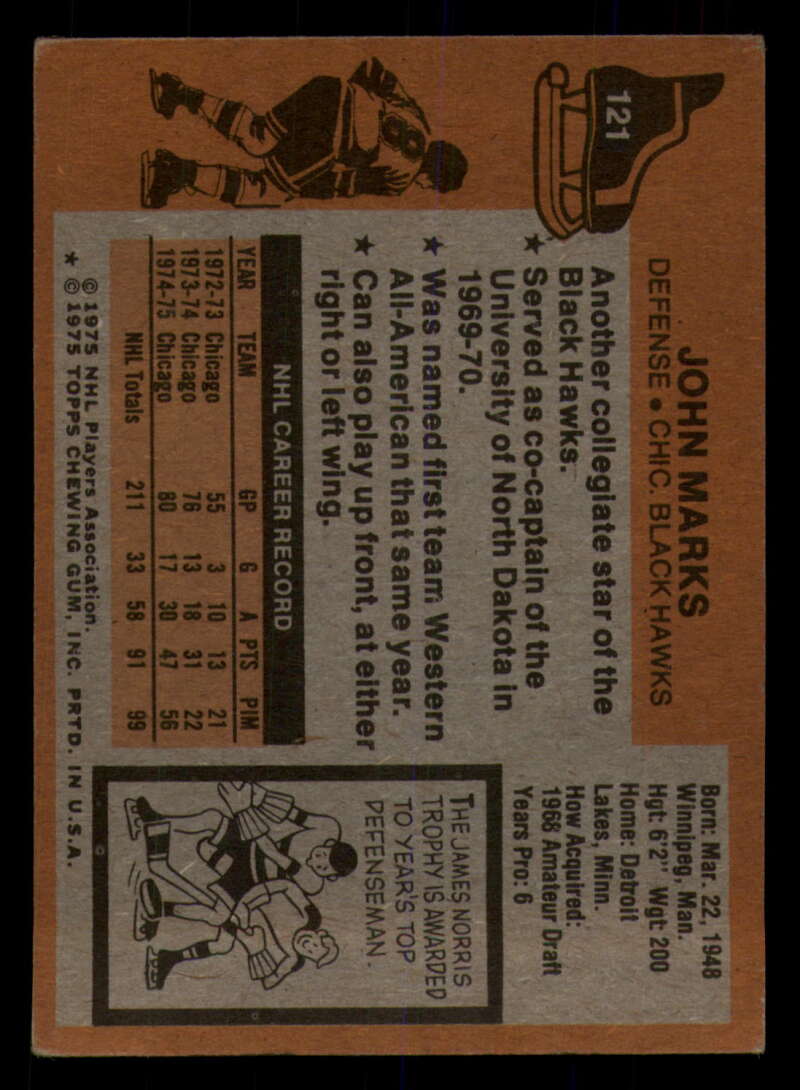 121
JOHN MARKS
DEFENSE • CHIC. BLACK HAWKS
Another collegiate star of the
Black Hawks.
★ Served as co-captain of the
University of North Dakota in
1969-70.
★ Was named first team Western
All-American that same year.
★ Can also play up front, at either
right or left wing.
Born: Mar. 22, 1948
Winnipeg, Man.
Hgt: 6'2" Wgt: 200
Home: Detroit
Lakes, Minn.
How Acquired:
1968 Amateur Draft
Years Pro: 6
8
NHL CAREER RECORD
YEAR TEAM GP G A PTS PIM
1972-73 Chicago 55 3 10 13 21
1973-74 Chicago 76 13 18 31 22
1974-75 Chicago 80 17 30 47 56
NHL Totals 211 33 58 91 99
THE JAMES NORRIS
TROPHY IS AWARDED
TO YEAR'S TOP
DEFENSEMAN.
© 1975 NHL Players Association.
★ © 1975 TOPPS CHEWING GUM, INC. PRTD. IN U.S.A.